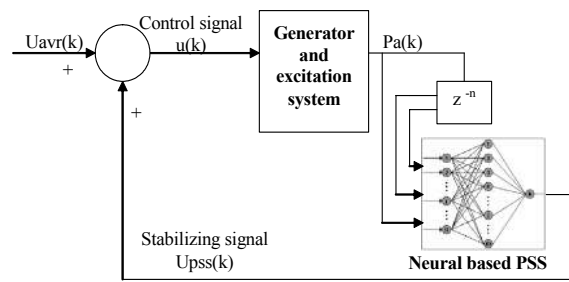 Uavr(k)
+
Control signal
u(k)
Generator
and
excitation
system
Pa(k)
z -n
+
Stabilizing signal
Upss(k)
Neural based PSS